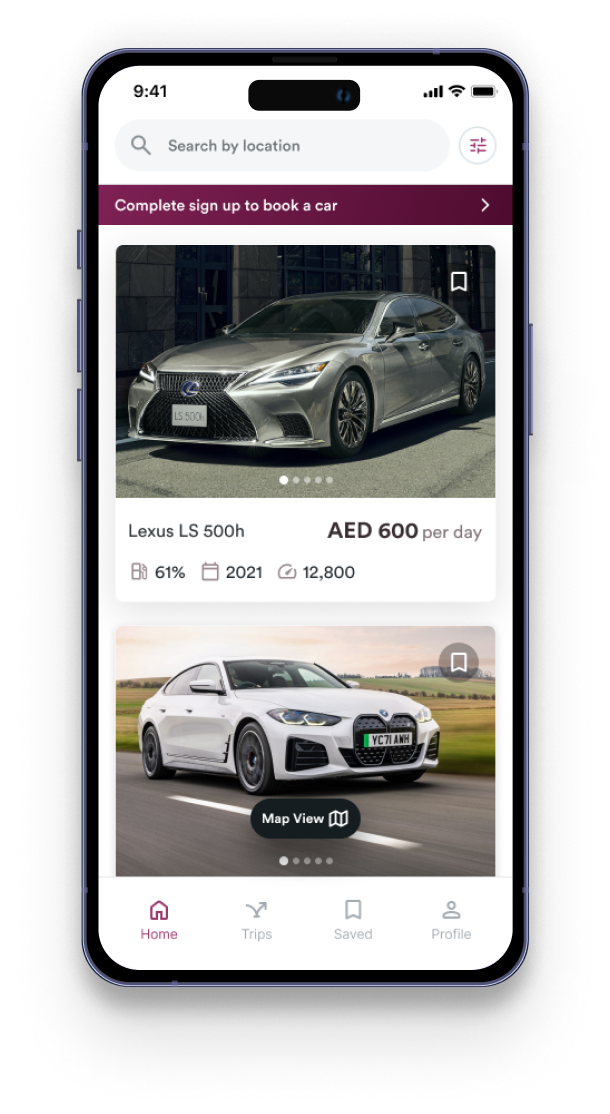 9:41
Search by location
Complete sign up to book a car
LS 500h
Lexus LS 500h
AED 600 per day
61% 2021 12,800
YC71 AWH
Map View
Home Trips Saved Profile